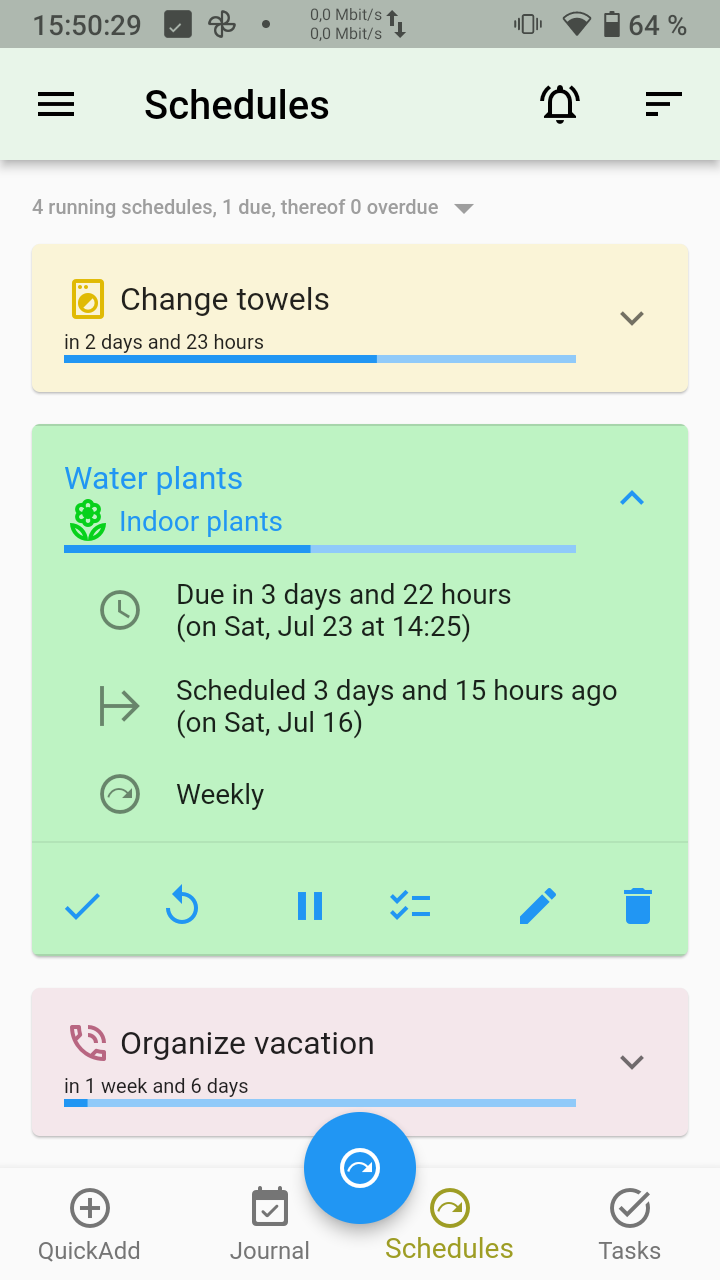 15:50:29
0,0 Mbit/s
0,0 Mbit/s
64 %
Schedules
4 running schedules, 1 due, thereof 0 overdue
Change towels
in 2 days and 23 hours
Water plants
Indoor plants
Due in 3 days and 22 hours
(on Sat, Jul 23 at 14:25)
Scheduled 3 days and 15 hours ago
(on Sat, Jul 16)
Weekly
Organize vacation
in 1 week and 6 days
QuickAdd
Journal
Schedules
Tasks